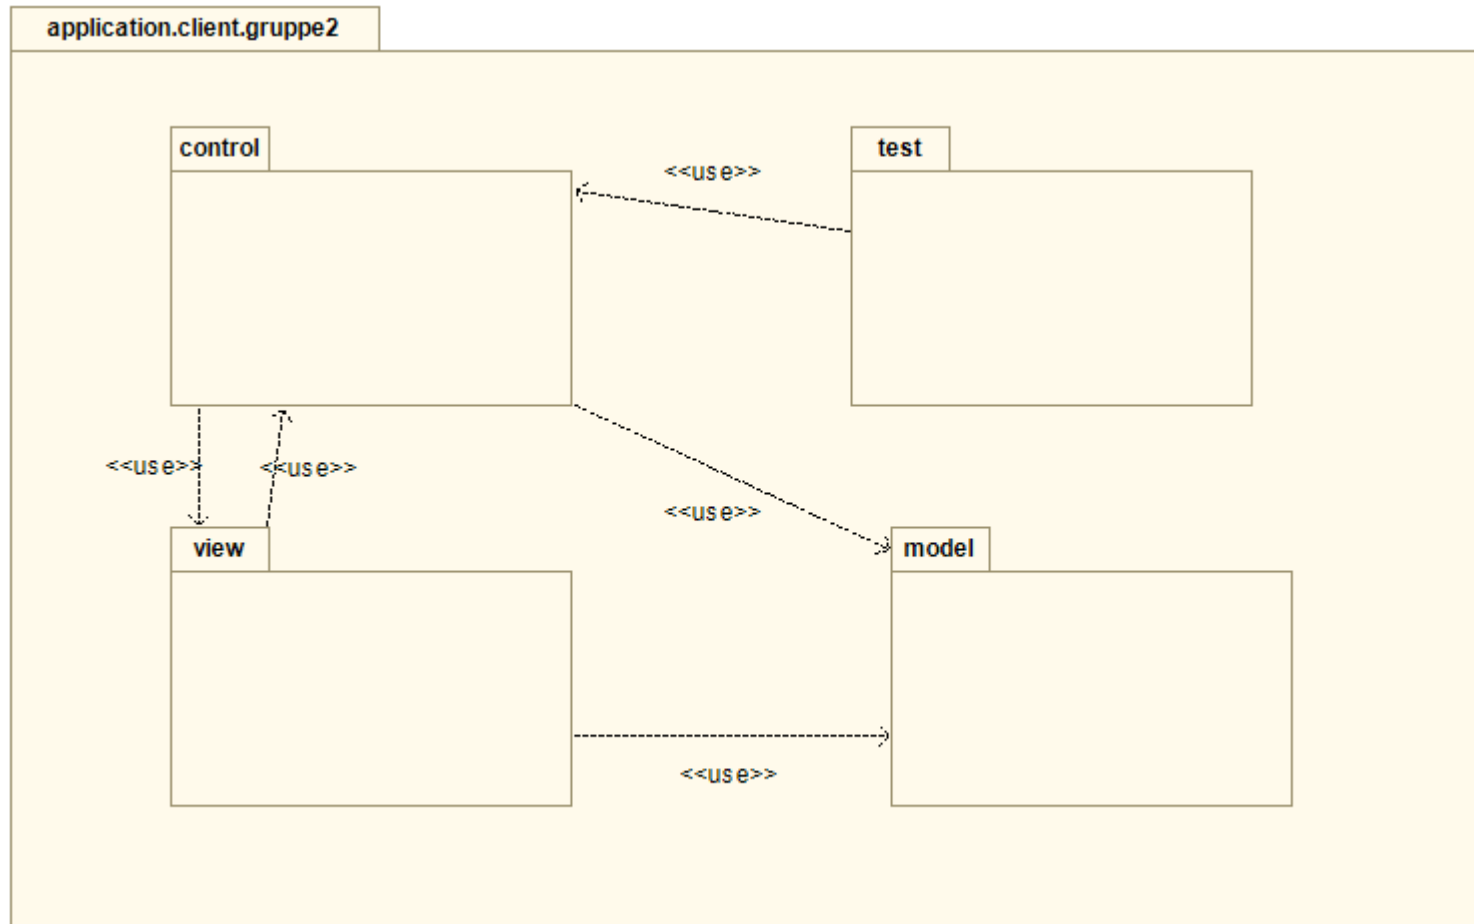 application.client.gruppe2
control
test
<<use>>
<<use>>
<<use>>
<<use>>
view
model
<<use>>